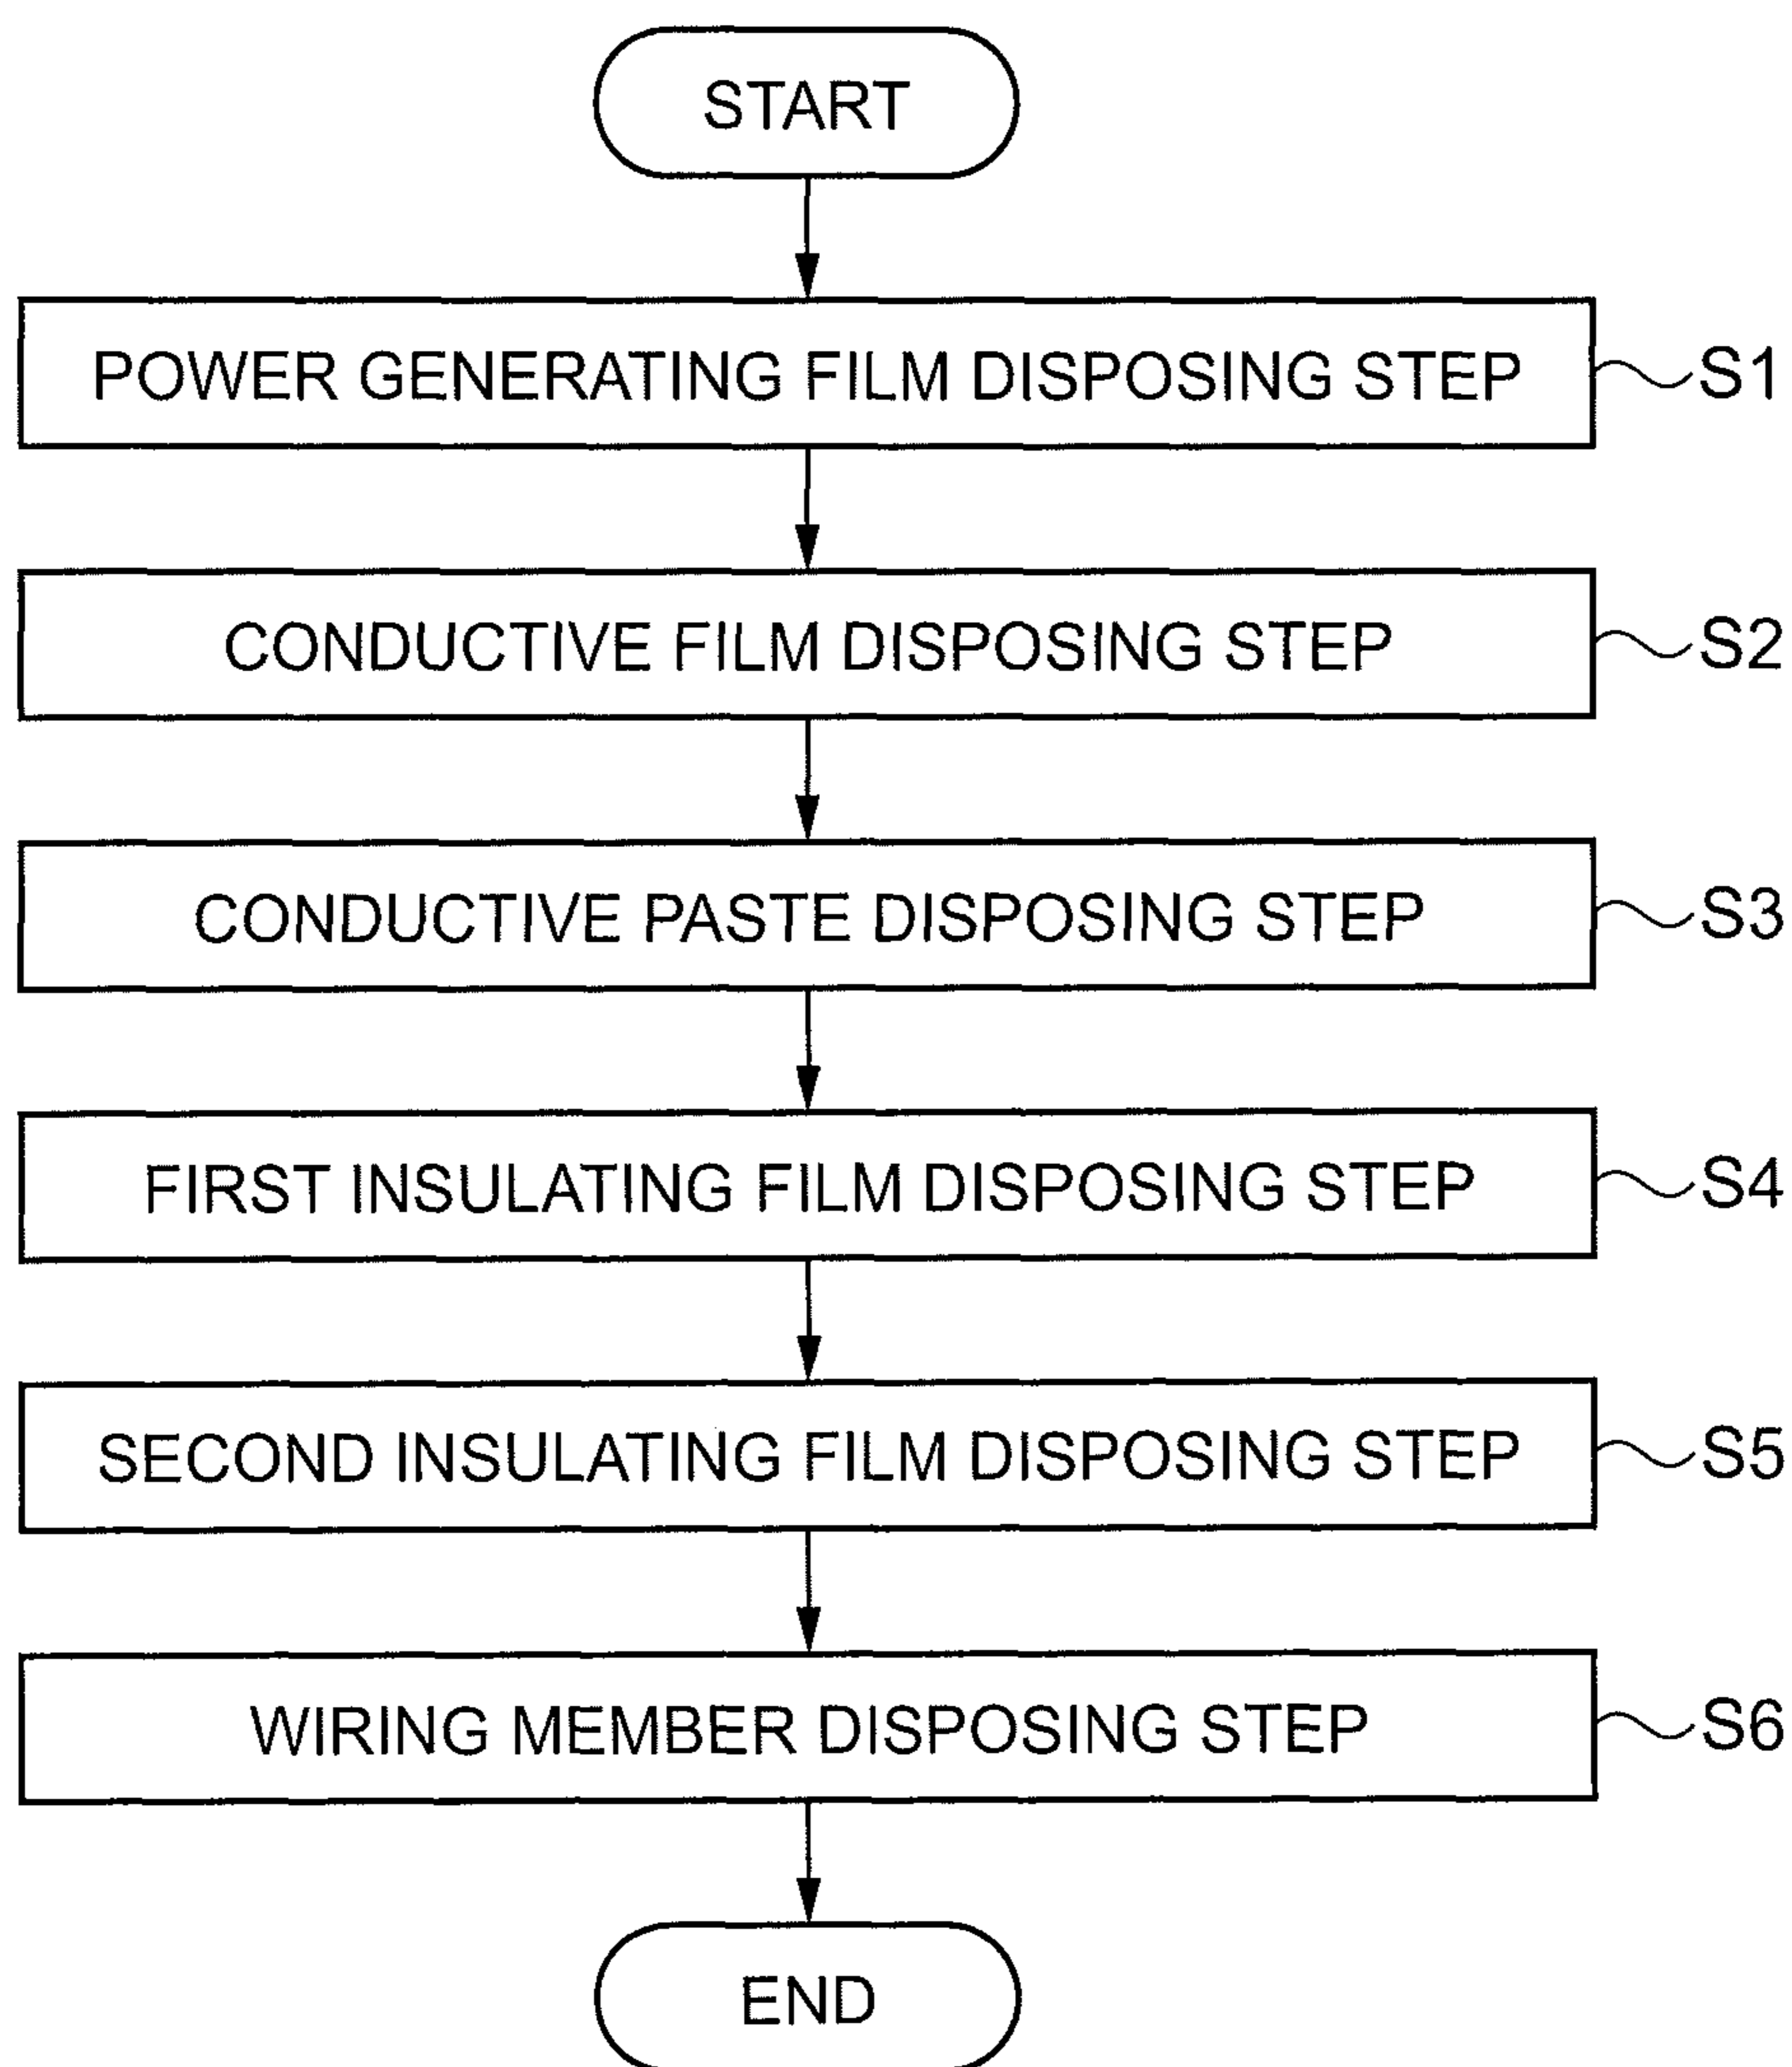 START
POWER GENERATING FILM DISPOSING STEP S1
CONDUCTIVE FILM DISPOSING STEP S2
CONDUCTIVE PASTE DISPOSING STEP S3
FIRST INSULATING FILM DISPOSING STEP S4
SECOND INSULATING FILM DISPOSING STEP S5
WIRING MEMBER DISPOSING STEP S6
END